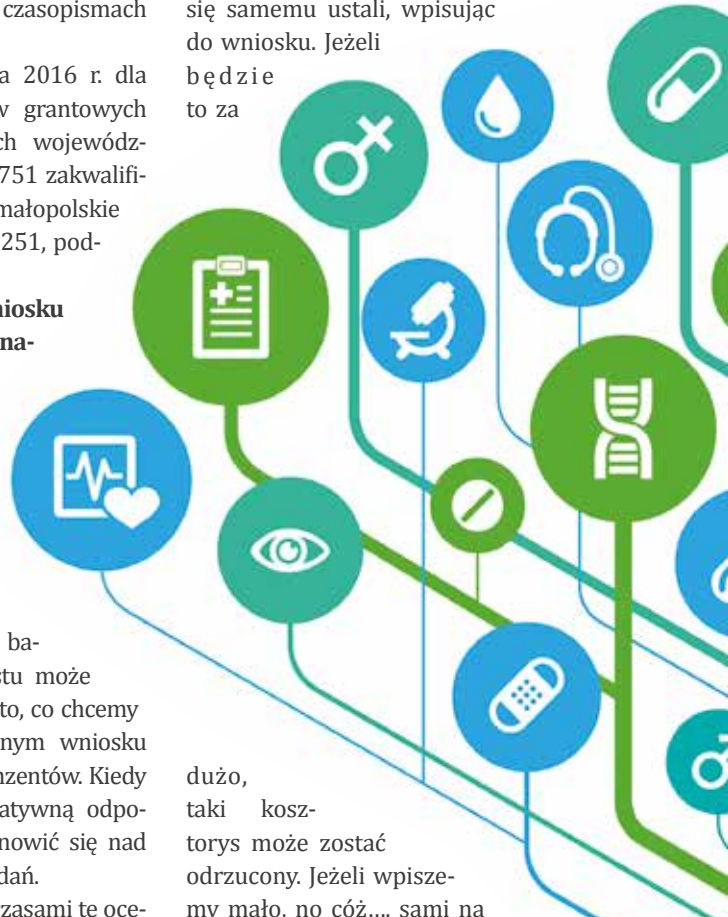 czasopismach
a 2016 r. dla
w grantowych
ch wojewódz-
751 zakwalifi-
małopolskie
251, pod-
niosku
na-
ba-
stu może
to, co chcemy
nym wniosku
nzentów. Kiedy
atywną odpo-
nowić się nad
dań.
czasami te oce-
się samemu ustali, wpisując
do wniosku. Jeżeli
będzie
to za
dużo,
taki kosz-
torys może zostać
odrzucony. Jeżeli wpisze-
my mało, no cóż.... sami na